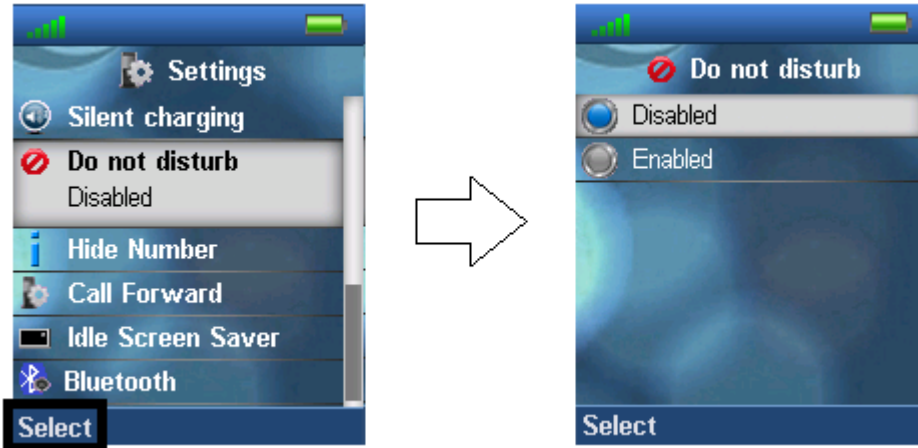 Settings
Silent charging
Do not disturb
Disabled
Hide Number
Call Forward
Idle Screen Saver
Bluetooth
Select
Do not disturb
Disabled
Enabled
Select